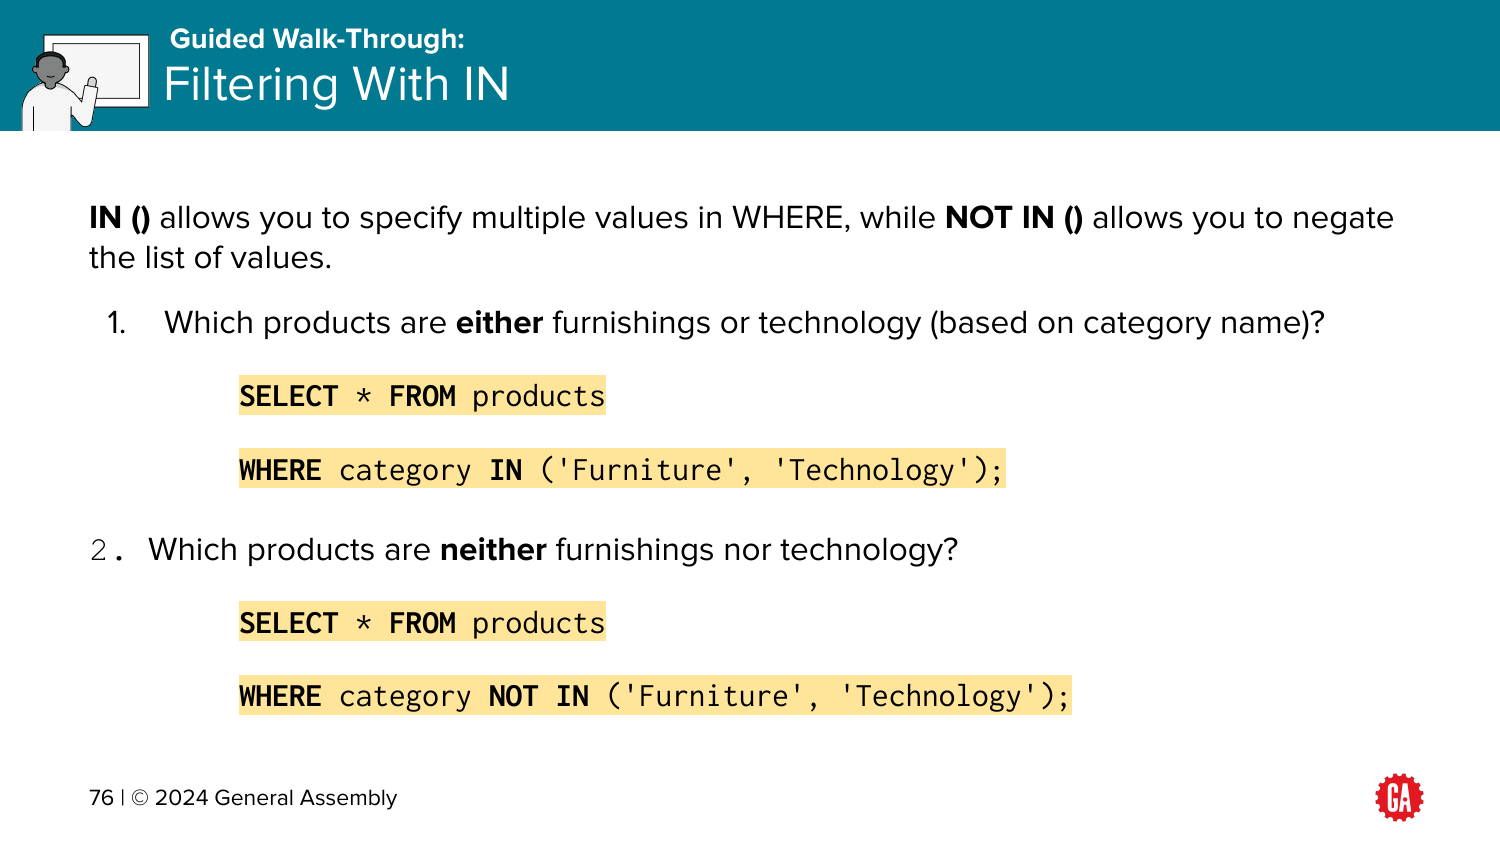 Guided Walk-Through:
Filtering With IN
IN () allows you to specify multiple values in WHERE, while NOT IN () allows you to negate
the list of values.
1. Which products are either furnishings or technology (based on category name)?
SELECT * FROM products
WHERE category IN ('Furniture', 'Technology');
2. Which products are neither furnishings nor technology?
SELECT * FROM products
WHERE category NOT IN ('Furniture', 'Technology');
76 | © 2024 General Assembly
GA